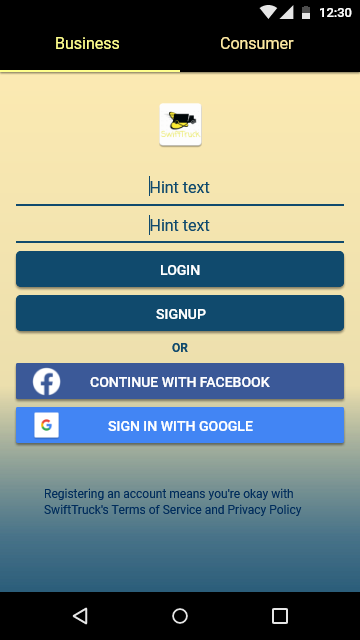 12:30
Business Consumer
SwiftTruck
Hint text
Hint text
LOGIN
SIGNUP
OR
CONTINUE WITH FACEBOOK
SIGN IN WITH GOOGLE
Registering an account means you're okay with
SwiftTruck's Terms of Service and Privacy Policy